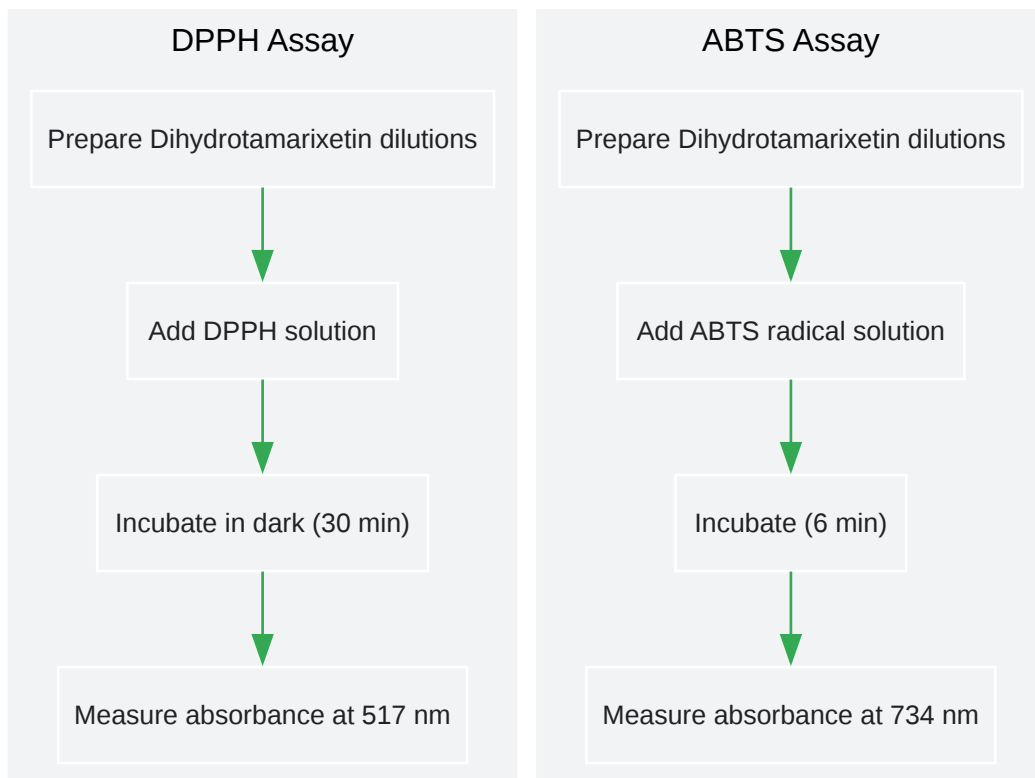 DPPH Assay
Prepare Dihydrotamarixetin dilutions
Add DPPH solution
Incubate in dark (30 min)
Measure absorbance at 517 nm
ABTS Assay
Prepare Dihydrotamarixetin dilutions
Add ABTS radical solution
Incubate (6 min)
Measure absorbance at 734 nm